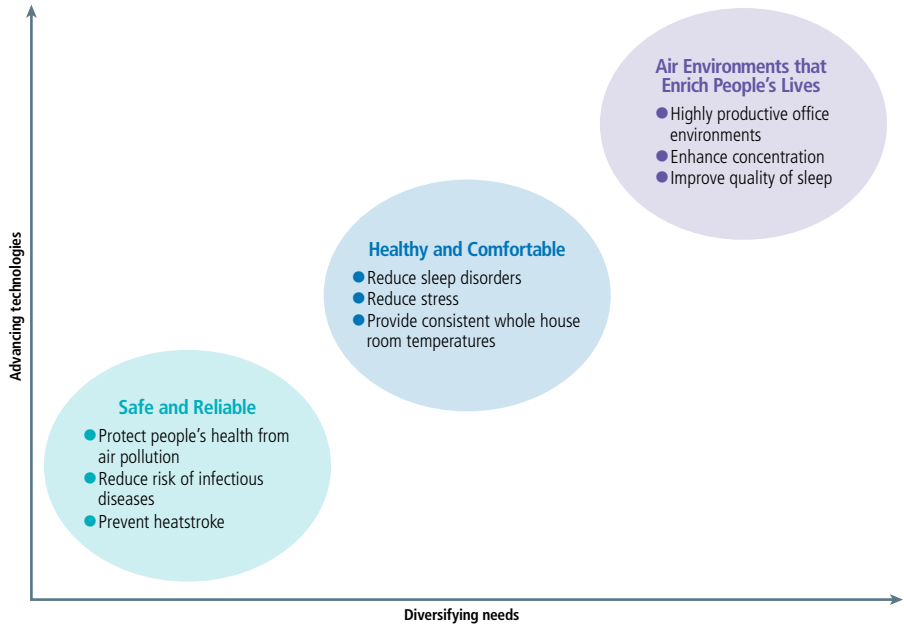 Air Environments that
Enrich People's Lives
● Highly productive office
environments
● Enhance concentration
● Improve quality of sleep
Healthy and Comfortable
● Reduce sleep disorders
● Reduce stress
● Provide consistent whole house
room temperatures
Safe and Reliable
● Protect people's health from
air pollution
● Reduce risk of infectious
diseases
● Prevent heatstroke
Advancing technologies
Diversifying needs